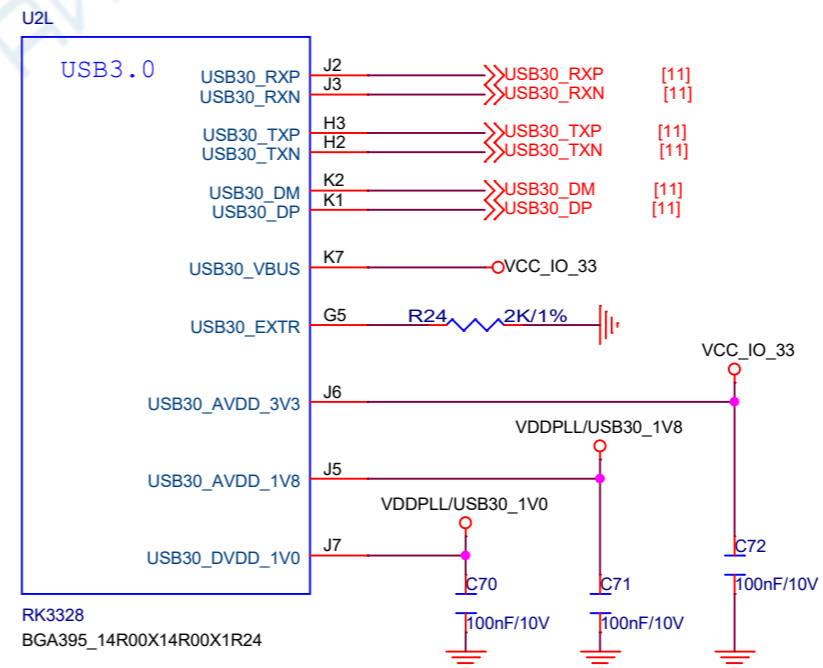 U2L
USB3.0
USB30_RXP J2 USB30_RXP [11]
USB30_RXN J3 USB30_RXN [11]
USB30_TXP H3 USB30_TXP [11]
USB30_TXN H2 USB30_TXN [11]
USB30_DM K2 USB30_DM [11]
USB30_DP K1 USB30_DP [11]
USB30_VBUS K7 VCC_IO_33
USB30_EXTR G5 R24 2K/1%
VCC_IO_33
USB30_AVDD_3V3 J6
VDDPLL/USB30_1V8
USB30_AVDD_1V8 J5
VDDPLL/USB30_1V0
USB30_DVDD_1V0 J7
C72
100nF/10V
C70
100nF/10V
C71
100nF/10V
RK3328
BGA395_14R00X14R00X1R24